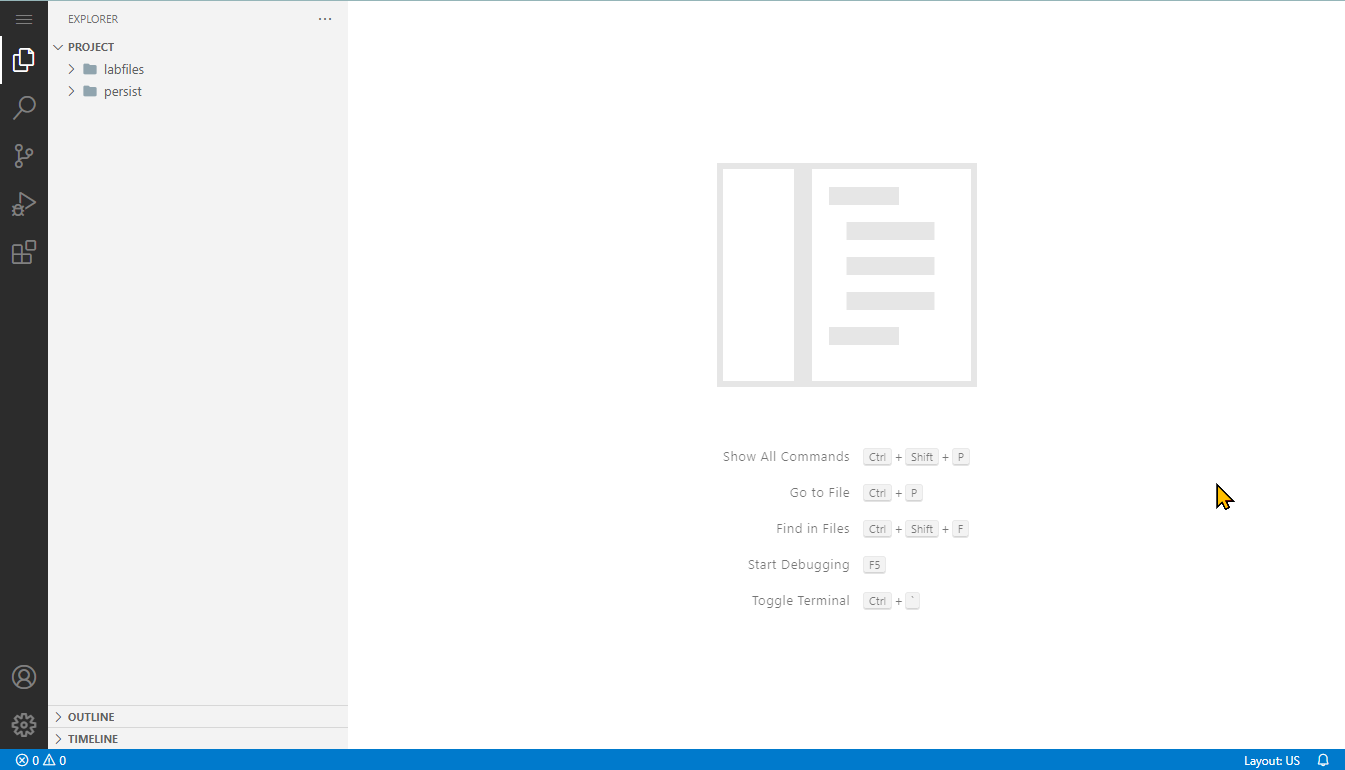 EXPLORER
PROJECT
labfiles
persist
Show All Commands Ctrl + Shift + P
Go to File Ctrl + P
Find in Files Ctrl + Shift + F
Start Debugging F5
Toggle Terminal Ctrl + `
OUTLINE
TIMELINE
0 0 Layout: US